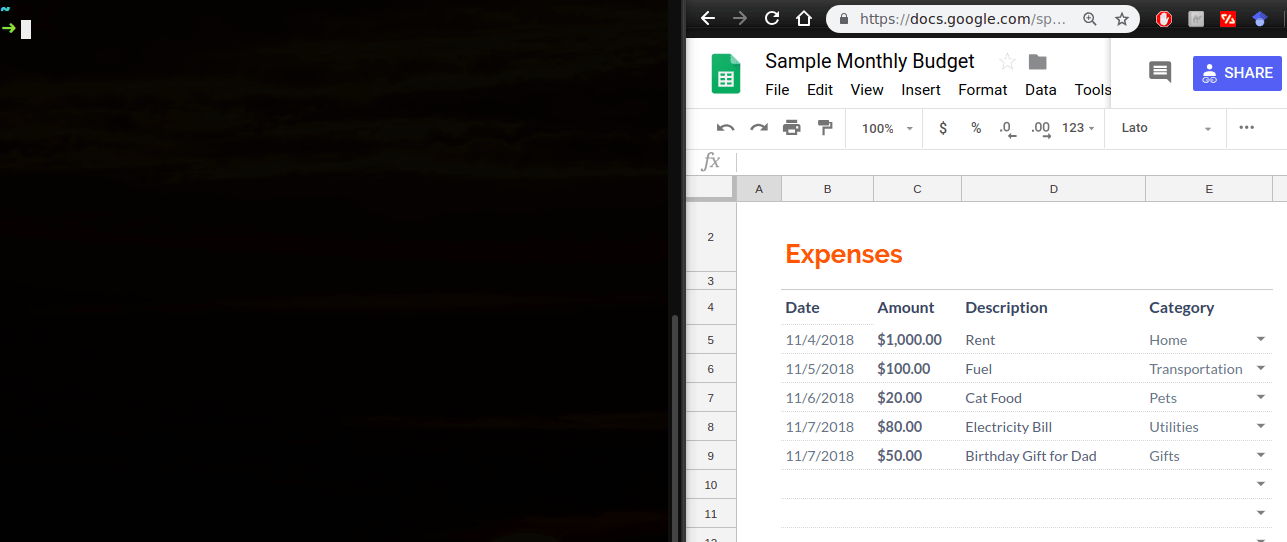 ~
➜
https://docs.google.com/sp...
Sample Monthly Budget
SHARE
File Edit View Insert Format Data Tools
100% $ % .0 .00 123 Lato
fx
A B C D E
2 Expenses
3
4 Date Amount Description Category
5 11/4/2018 $1,000.00 Rent Home
6 11/5/2018 $100.00 Fuel Transportation
7 11/6/2018 $20.00 Cat Food Pets
8 11/7/2018 $80.00 Electricity Bill Utilities
9 11/7/2018 $50.00 Birthday Gift for Dad Gifts
10
11
12